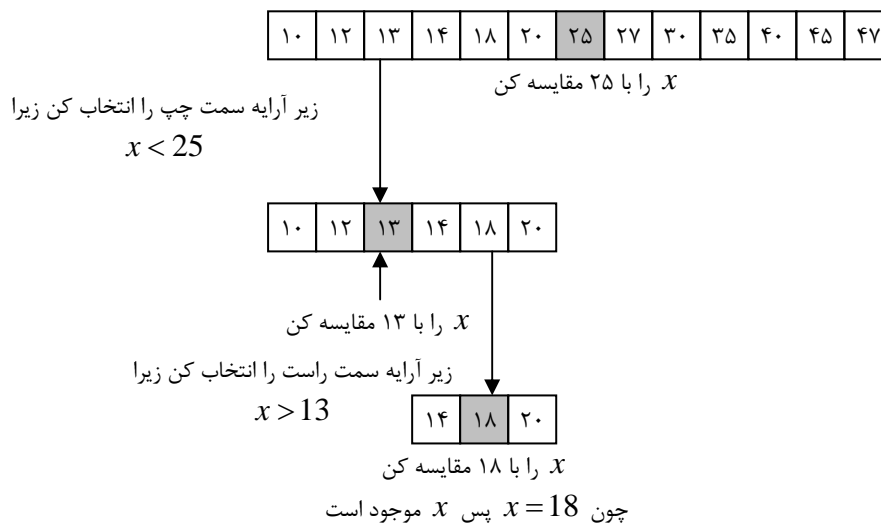 ۱۰ ۱۲ ۱۳ ۱۴ ۱۸ ۲۰ ۲۵ ۲۷ ۳۰ ۳۵ ۴۰ ۴۵ ۴۷
x را با ۲۵ مقایسه کن
زیر آرایه سمت چپ را انتخاب کن زیرا
x < 25
۱۰ ۱۲ ۱۳ ۱۴ ۱۸ ۲۰
x را با ۱۳ مقایسه کن
زیر آرایه سمت راست را انتخاب کن زیرا
x > 13
۱۴ ۱۸ ۲۰
x را با ۱۸ مقایسه کن
چون x = 18 پس x موجود است